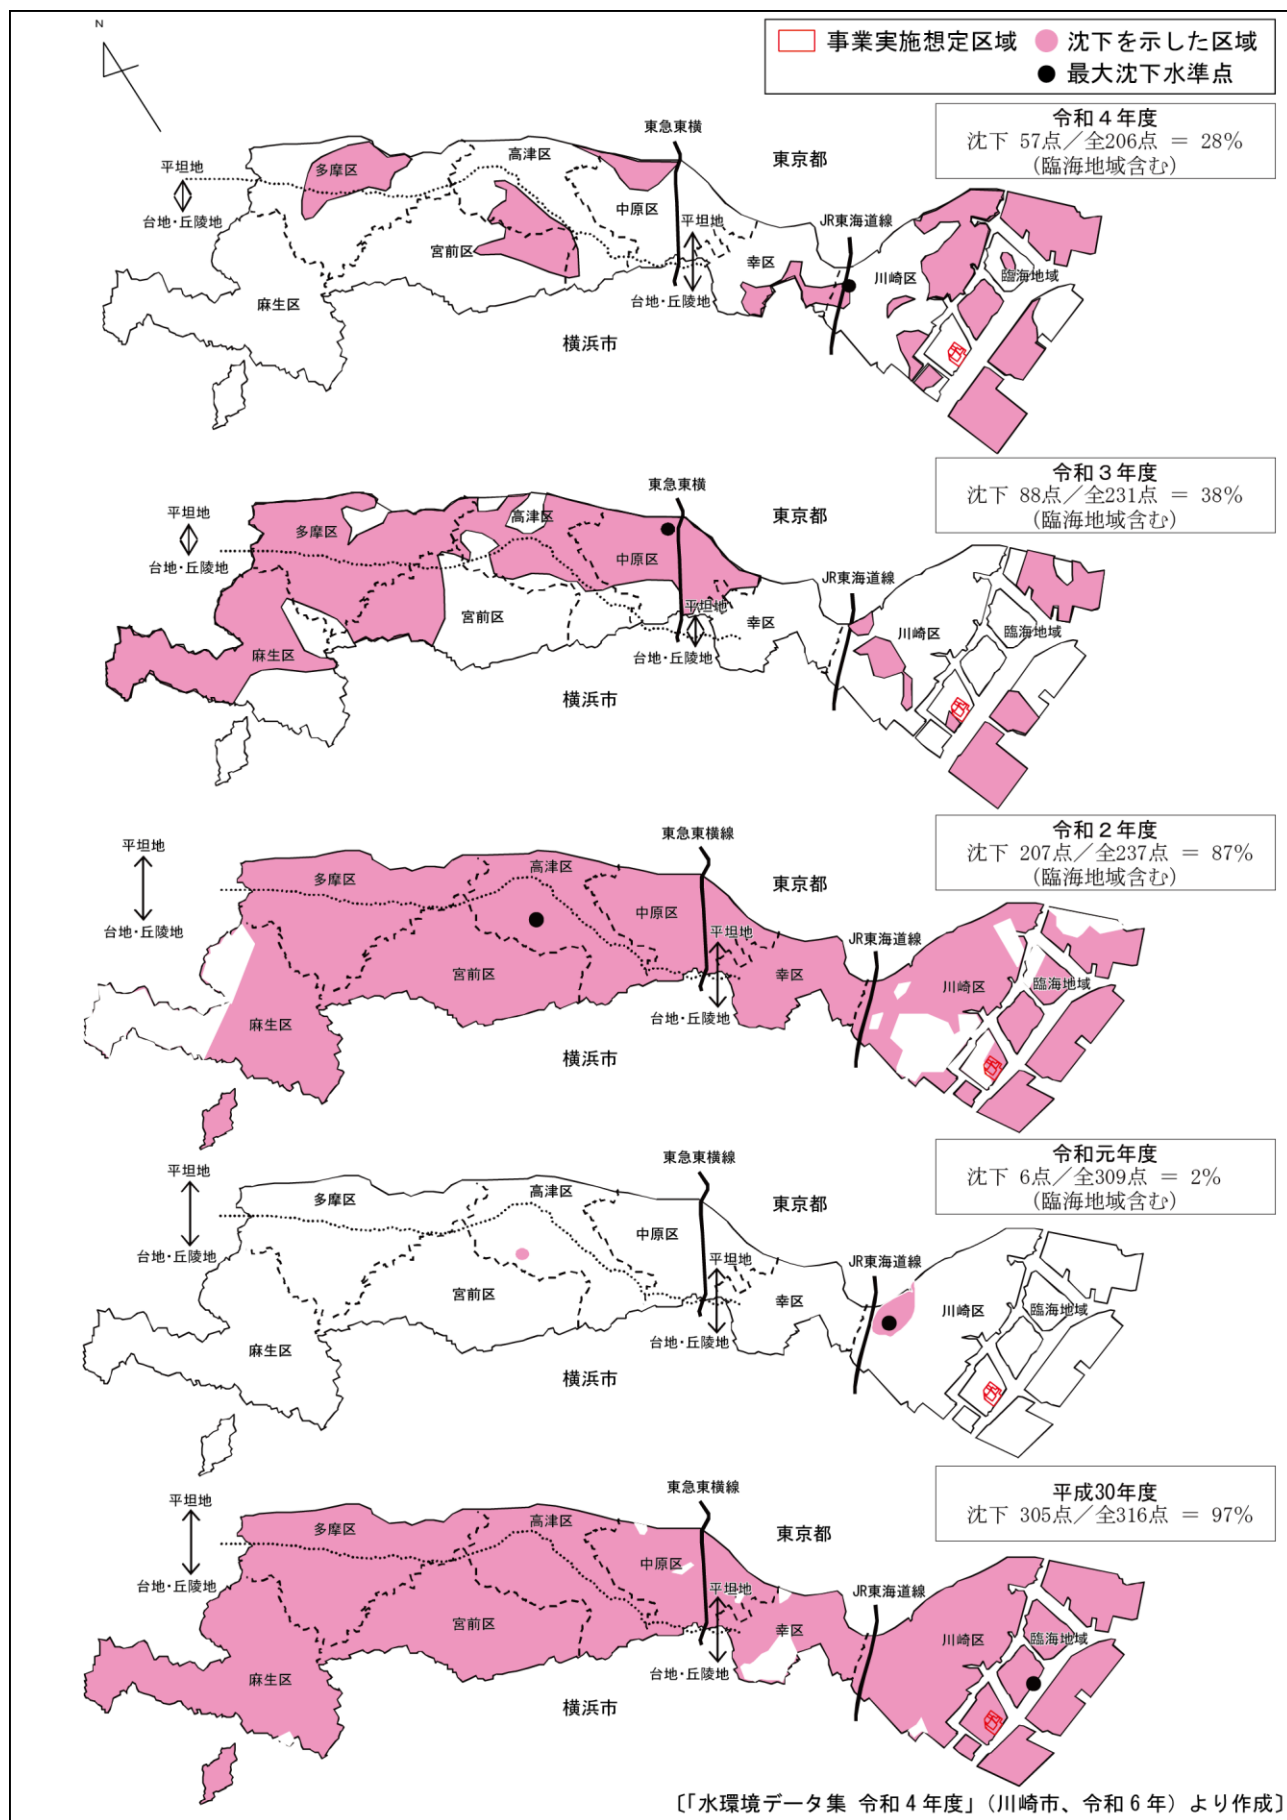 N
事業実施想定区域 沈下を示した区域
最大沈下水準点
令和４年度
沈下 57点／全206点 ＝ 28%
（臨海地域含む）
東急東横
高津区
東京都
多摩区
平坦地
台地・丘陵地
中原区
平坦地
JR東海道線
宮前区
幸区
川崎区
臨海地域
麻生区
台地・丘陵地
横浜市
令和３年度
沈下 88点／全231点 ＝ 38%
（臨海地域含む）
東急東横
平坦地
高津区
東京都
多摩区
台地・丘陵地
中原区
JR東海道線
平坦地
宮前区
幸区
川崎区
臨海地域
麻生区
台地・丘陵地
横浜市
令和２年度
沈下 207点／全237点 ＝ 87%
（臨海地域含む）
東急東横線
平坦地
高津区
多摩区
東京都
中原区
台地・丘陵地
平坦地
JR東海道線
宮前区
幸区
川崎区
臨海地域
麻生区
台地・丘陵地
横浜市
令和元年度
沈下 6点／全309点 ＝ 2%
（臨海地域含む）
東急東横線
平坦地
高津区
多摩区
東京都
中原区
台地・丘陵地
平坦地
JR東海道線
宮前区
幸区
川崎区
臨海地域
麻生区
台地・丘陵地
横浜市
平成30年度
沈下 305点／全316点 ＝ 97%
東急東横線
平坦地
高津区
多摩区
東京都
中原区
台地・丘陵地
平坦地
JR東海道線
宮前区
幸区
川崎区
臨海地域
麻生区
台地・丘陵地
横浜市
〔「水環境データ集 令和４年度」（川崎市、令和６年）より作成〕